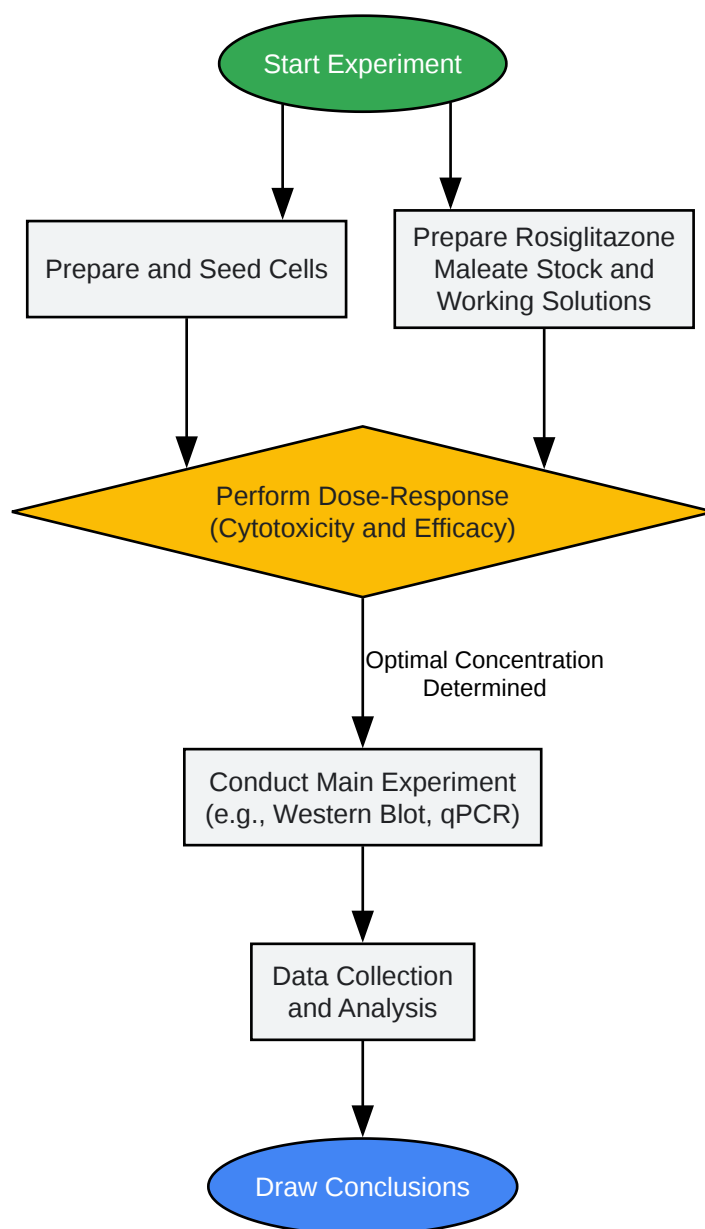 Start Experiment
Prepare and Seed Cells
Prepare Rosiglitazone
Maleate Stock and
Working Solutions
Perform Dose-Response
(Cytotoxicity and Efficacy)
Optimal Concentration
Determined
Conduct Main Experiment
(e.g., Western Blot, qPCR)
Data Collection
and Analysis
Draw Conclusions